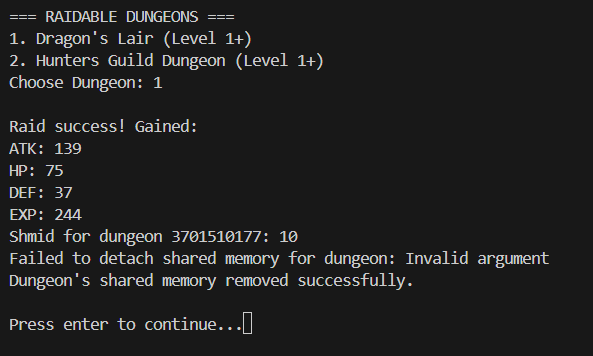 === RAIDABLE DUNGEONS ===
1. Dragon's Lair (Level 1+)
2. Hunters Guild Dungeon (Level 1+)
Choose Dungeon: 1
Raid success! Gained:
ATK: 139
HP: 75
DEF: 37
EXP: 244
Shmid for dungeon 3701510177: 10
Failed to detach shared memory for dungeon: Invalid argument
Dungeon's shared memory removed successfully.
Press enter to continue...